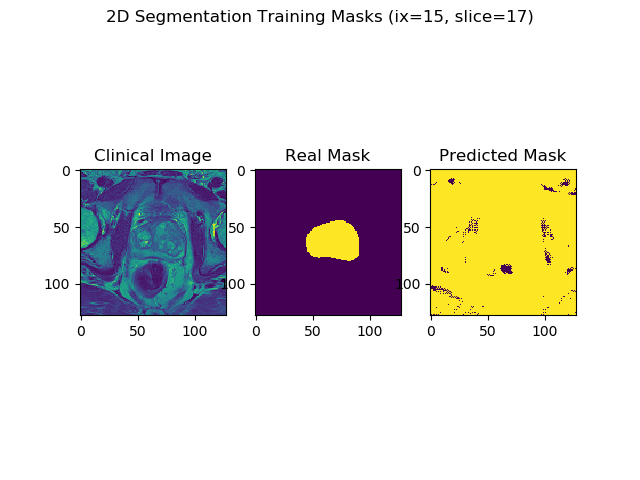 2D Segmentation Training Masks (ix=15, slice=17)
Clinical Image Real Mask Predicted Mask
0 0 0
50 50 50
100 100 100
0 50 100 0 50 100 0 50 100